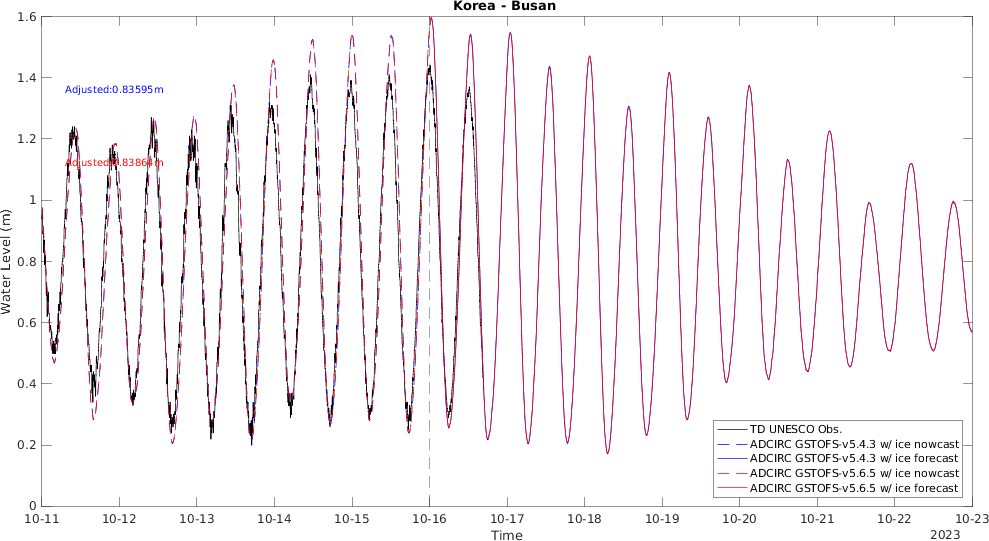 Korea - Busan
Water Level (m)
1.6
1.4
1.2
1
0.8
0.6
0.4
0.2
0
Adjusted:0.83595m
Adjusted:0.83864m
TD UNESCO Obs.
ADCIRC GSTOFS-v5.4.3 w/ ice nowcast
ADCIRC GSTOFS-v5.4.3 w/ ice forecast
ADCIRC GSTOFS-v5.6.5 w/ ice nowcast
ADCIRC GSTOFS-v5.6.5 w/ ice forecast
10-11 10-12 10-13 10-14 10-15 10-16 10-17 10-18 10-19 10-20 10-21 10-22 10-23
Time 2023